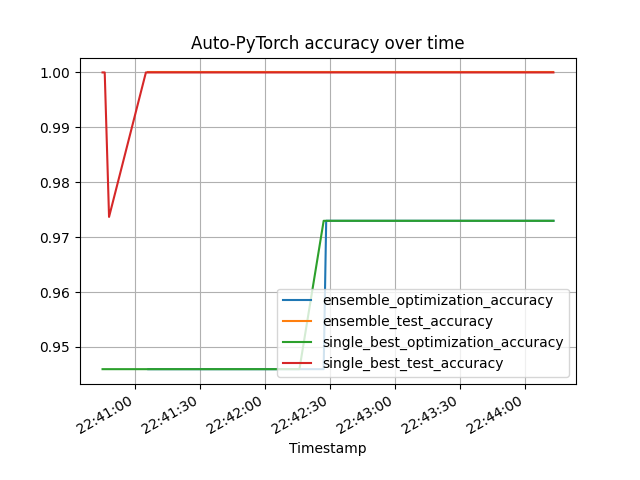 Auto-PyTorch accuracy over time
1.00
0.99
0.98
0.97
0.96
0.95
ensemble_optimization_accuracy
ensemble_test_accuracy
single_best_optimization_accuracy
single_best_test_accuracy
22:41:00 22:41:30 22:42:00 22:42:30 22:43:00 22:43:30 22:44:00
Timestamp